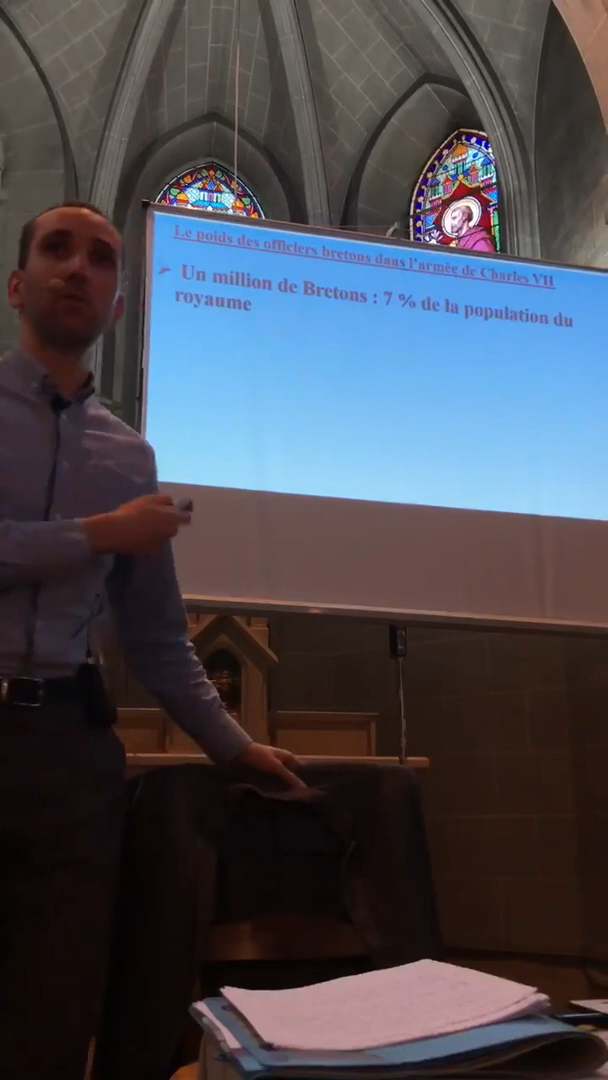 Le poids des officiers bretons dans l'armée de Charles VII
Un million de Bretons : 7 % de la population du
royaume